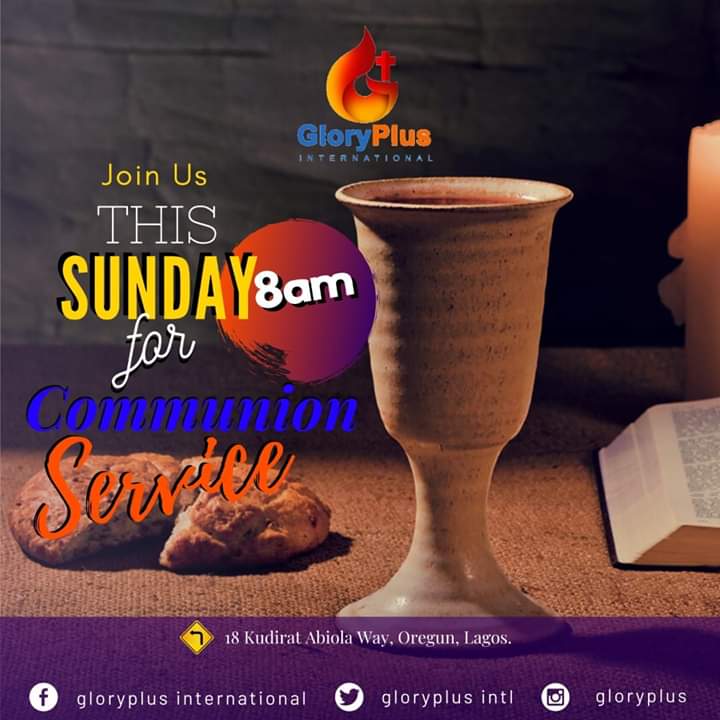 GloryPlus
INTERNATIONAL
Join Us
THIS
SUNDAY 8am
for
Communion
Service
18 Kudirat Abiola Way, Oregun, Lagos.
gloryplus international gloryplus intl gloryplus